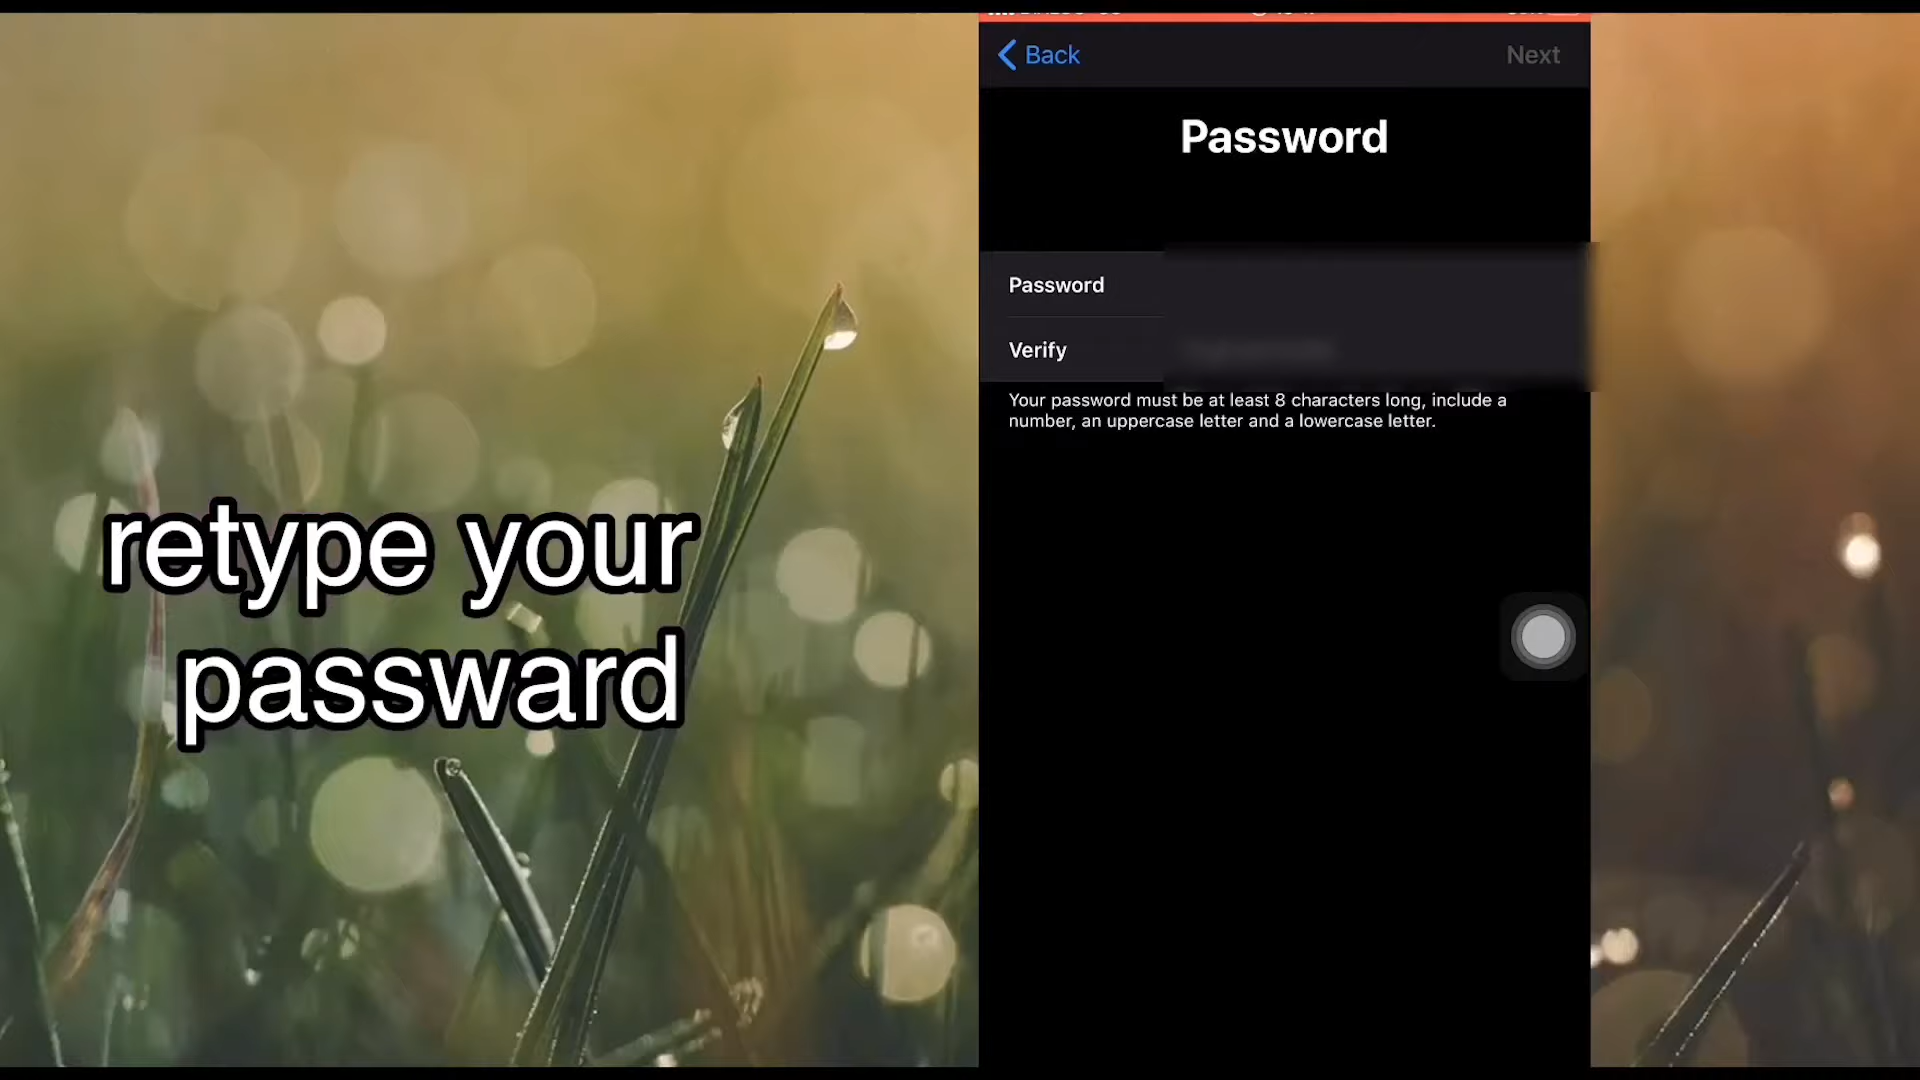 Back
Next
Password
Password
Verify
Your password must be at least 8 characters long, include a
number, an uppercase letter and a lowercase letter.
retype your
passward